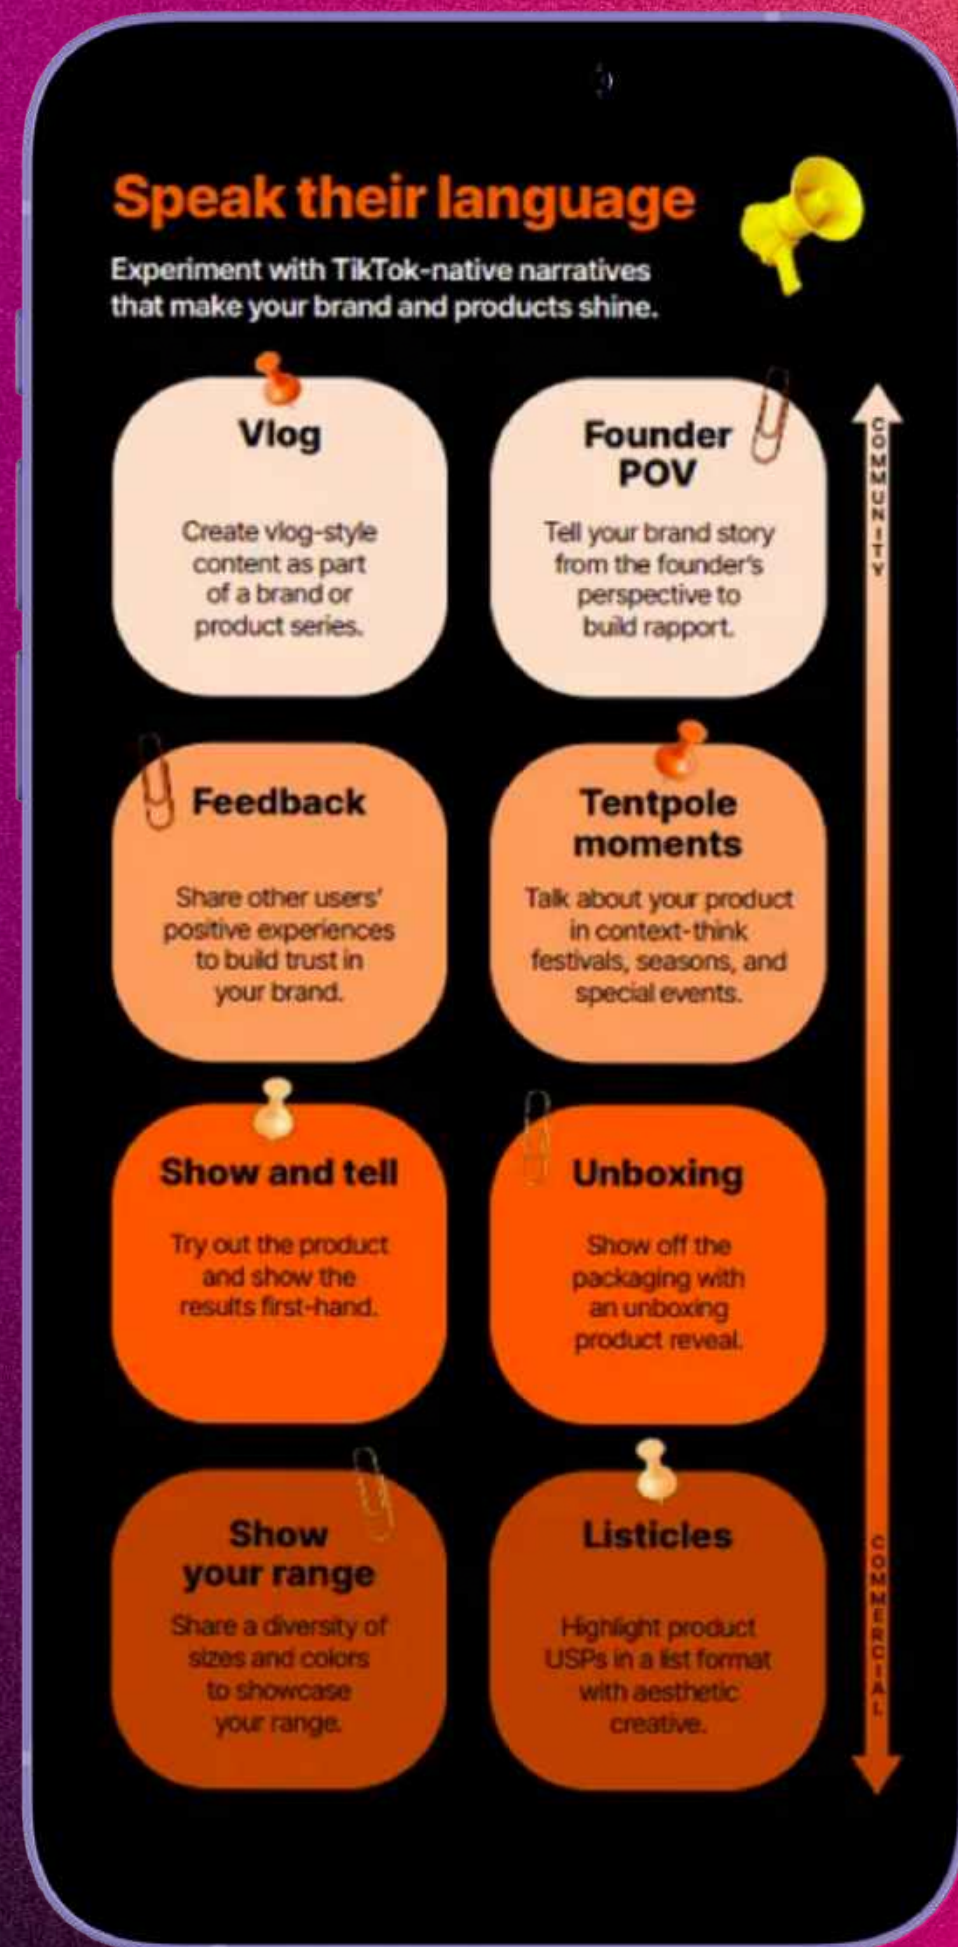 Speak their language
Experiment with TikTok-native narratives
that make your brand and products shine.
Vlog
Create vlog-style
content as part
of a brand or
product series.
Founder
POV
Tell your brand story
from the founder's
perspective to
build rapport.
COMMUNITY
Feedback
Share other users'
positive experiences
to build trust in
your brand.
Tentpole
moments
Talk about your product
in context-think
festivals, seasons, and
special events.
Show and tell
Try out the product
and show the
results first-hand.
Unboxing
Show off the
packaging with
an unboxing
product reveal.
Show
your range
Share a diversity of
sizes and colors
to showcase
your range.
Listicles
Highlight product
USPs in a list format
with aesthetic
creative.
COMMERCIAL